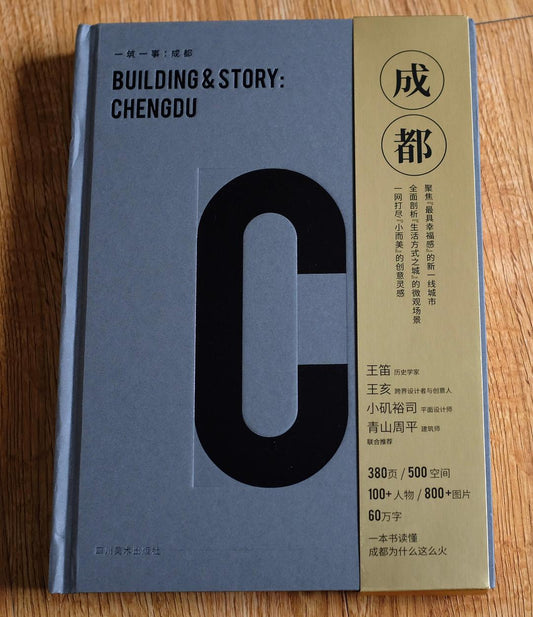 一筑一事：成都
BUILDING & STORY:
CHENGDU
C
四川美术出版社
成
都
聚焦『最具幸福感』的新一线城市
全面剖析『生活方式之城』的微观场景
一网打尽『小而美』的创意灵感
王笛 历史学家
王亥 跨界设计者与创意人
小矶裕司 平面设计师
青山周平 建筑师
联合推荐
380页 / 500 空间
100+ 人物 / 800+图片
60万字
一本书读懂
成都为什么这么火